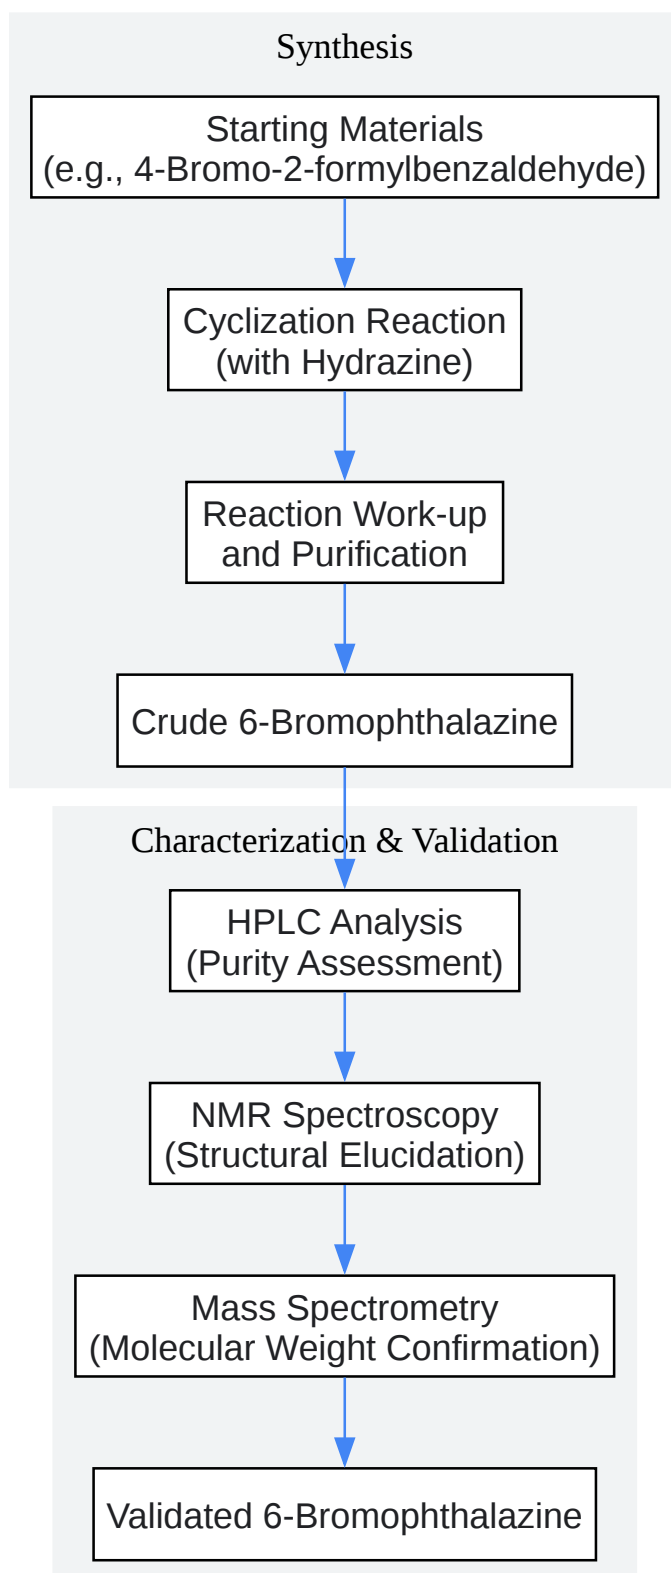 Synthesis
Starting Materials
(e.g., 4-Bromo-2-formylbenzaldehyde)
Cyclization Reaction
(with Hydrazine)
Reaction Work-up
and Purification
Crude 6-Bromophthalazine
Characterization & Validation
HPLC Analysis
(Purity Assessment)
NMR Spectroscopy
(Structural Elucidation)
Mass Spectrometry
(Molecular Weight Confirmation)
Validated 6-Bromophthalazine